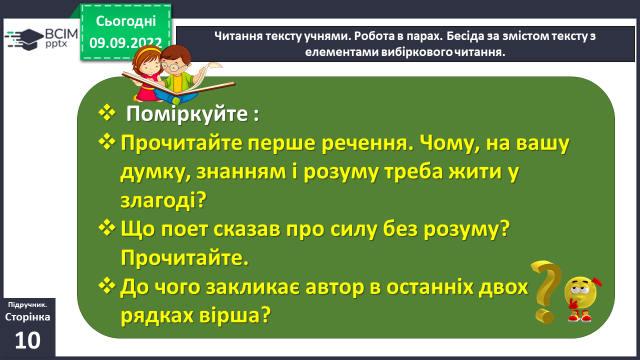 Сьогодні
09.09.2022
ВСІМ
pptx
Читання тексту учнями. Робота в парах. Бесіда за змістом тексту з
елементами вибіркового читання.
❖ Поміркуйте :
❖ Прочитайте перше речення. Чому, на вашу
думку, знанням і розуму треба жити у
злагоді?
❖ Що поет сказав про силу без розуму?
Прочитайте.
❖ До чого закликає автор в останніх двох
рядках вірша?
Підручник.
Сторінка
10